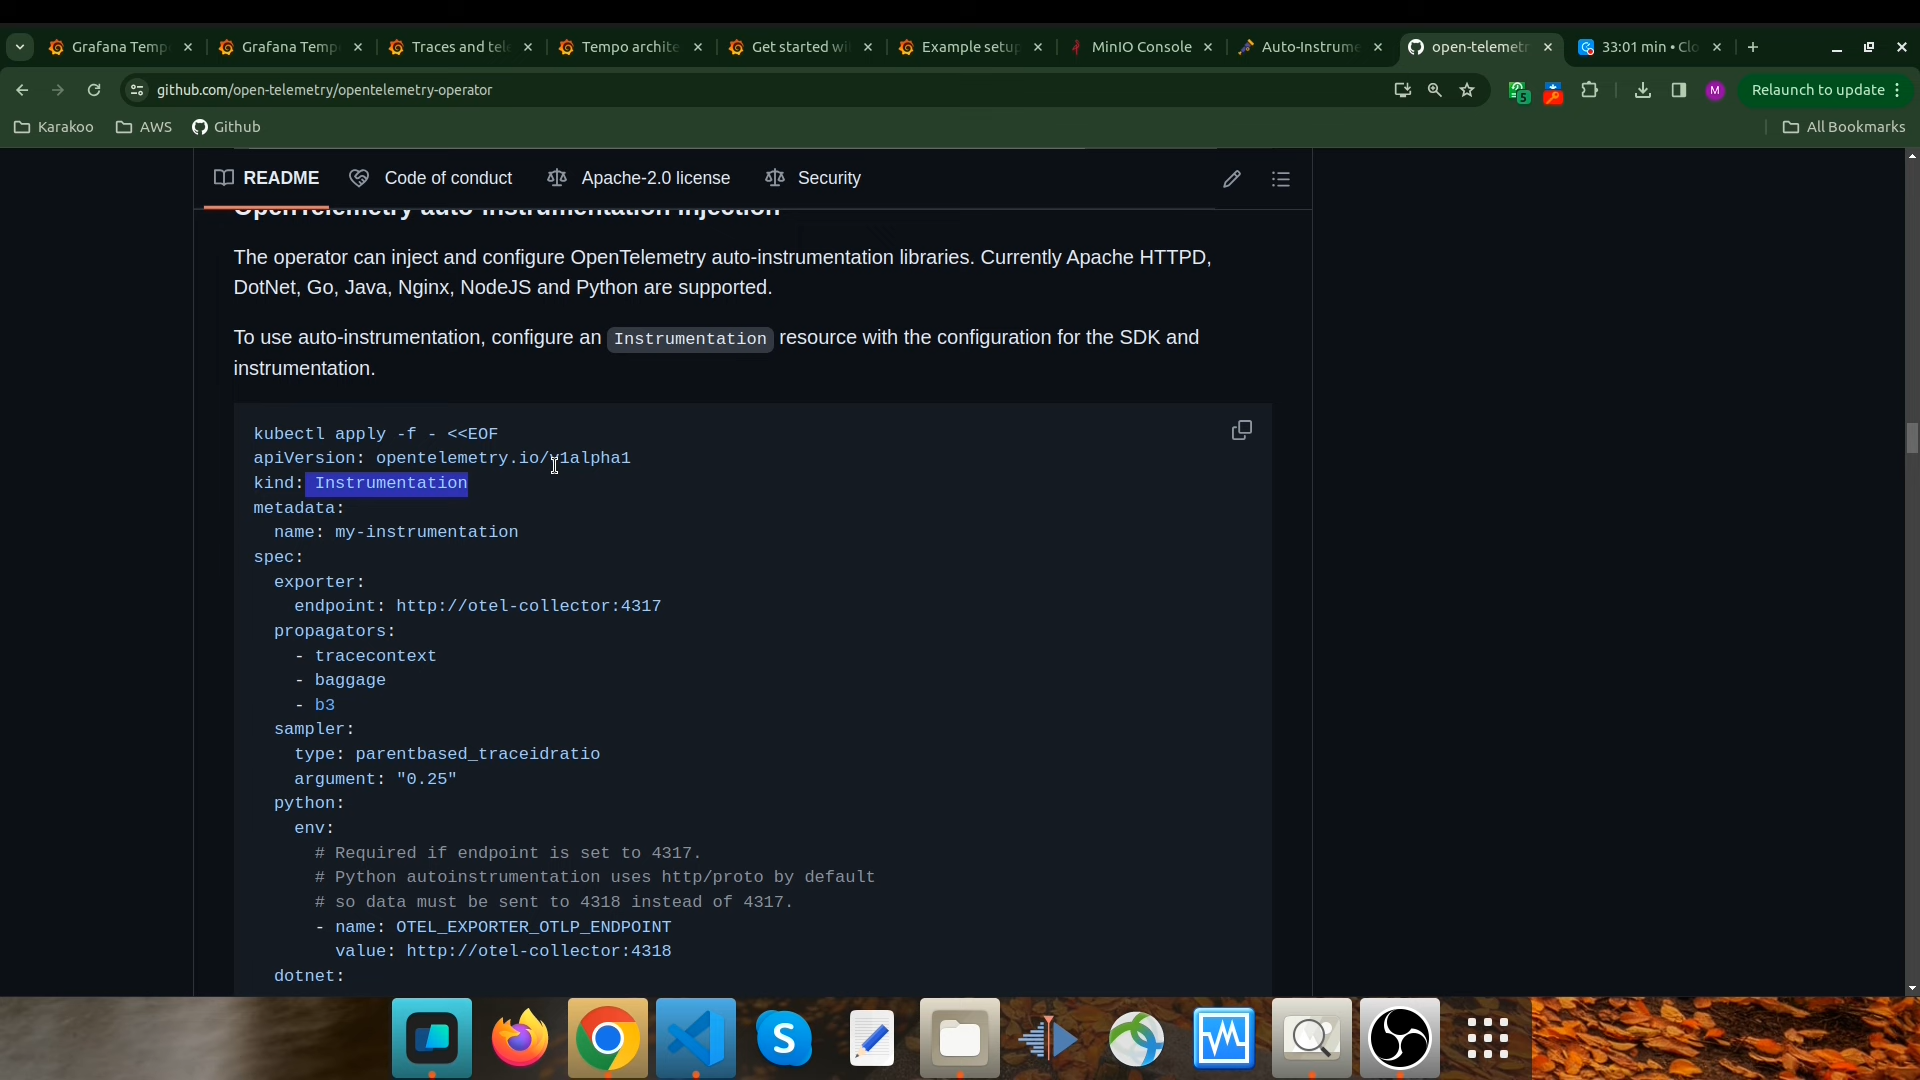 Grafana Temp
Grafana Temp
Traces and tel
Tempo archite
Get started wi
Example setup
MinIO Console
Auto-Instrume
open-telemetr
33:01 min • Clo
github.com/open-telemetry/opentelemetry-operator
5
M
Relaunch to update
Karakoo
AWS
Github
All Bookmarks
README
Code of conduct
Apache-2.0 license
Security
OpenTelemetry auto-instrumentation injection
The operator can inject and configure OpenTelemetry auto-instrumentation libraries. Currently Apache HTTPD,
DotNet, Go, Java, Nginx, NodeJS and Python are supported.
To use auto-instrumentation, configure an Instrumentation resource with the configuration for the SDK and
instrumentation.
kubectl apply -f - <<EOF
apiVersion: opentelemetry.io/v1alpha1
kind: Instrumentation
metadata:
name: my-instrumentation
spec:
exporter:
endpoint: http://otel-collector:4317
propagators:
- tracecontext
- baggage
- b3
sampler:
type: parentbased_traceidratio
argument: "0.25"
python:
env:
# Required if endpoint is set to 4317.
# Python autoinstrumentation uses http/proto by default
# so data must be sent to 4318 instead of 4317.
- name: OTEL_EXPORTER_OTLP_ENDPOINT
value: http://otel-collector:4318
dotnet:
S